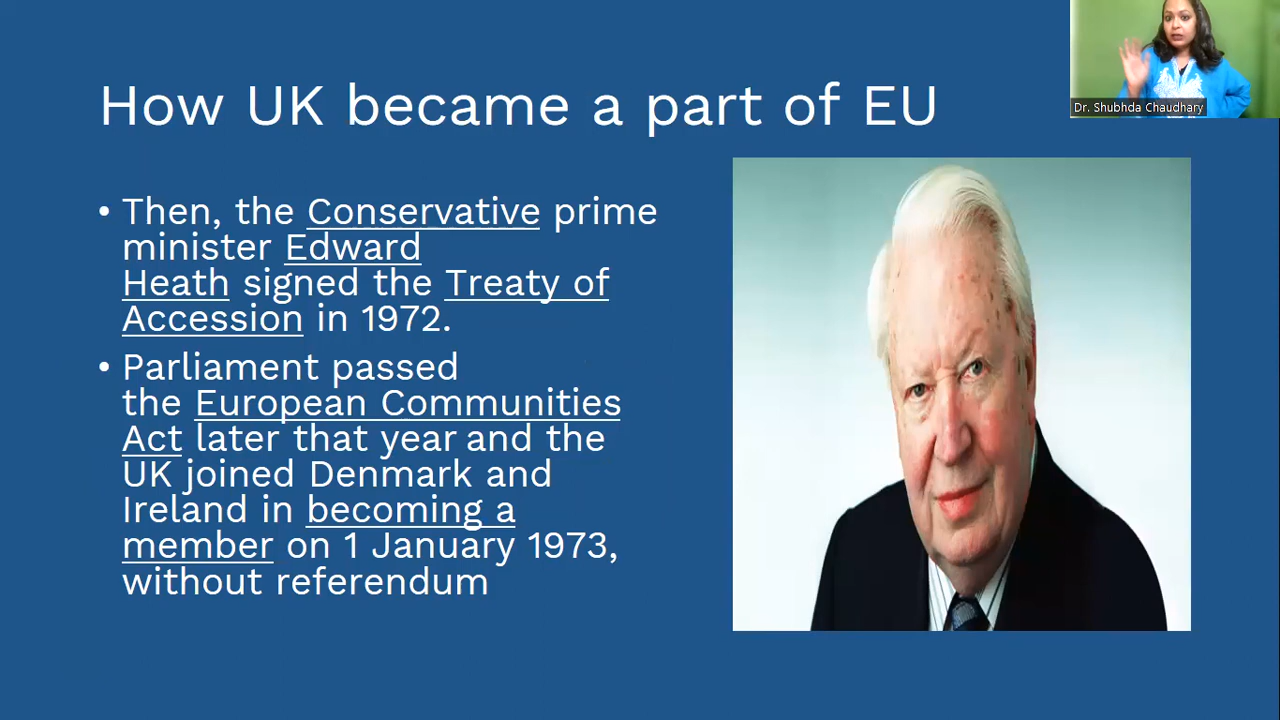 How UK became a part of EU
Dr. Shubhda Chaudhary
• Then, the Conservative prime
minister Edward
Heath signed the Treaty of
Accession in 1972.
• Parliament passed
the European Communities
Act later that year and the
UK joined Denmark and
Ireland in becoming a
member on 1 January 1973,
without referendum